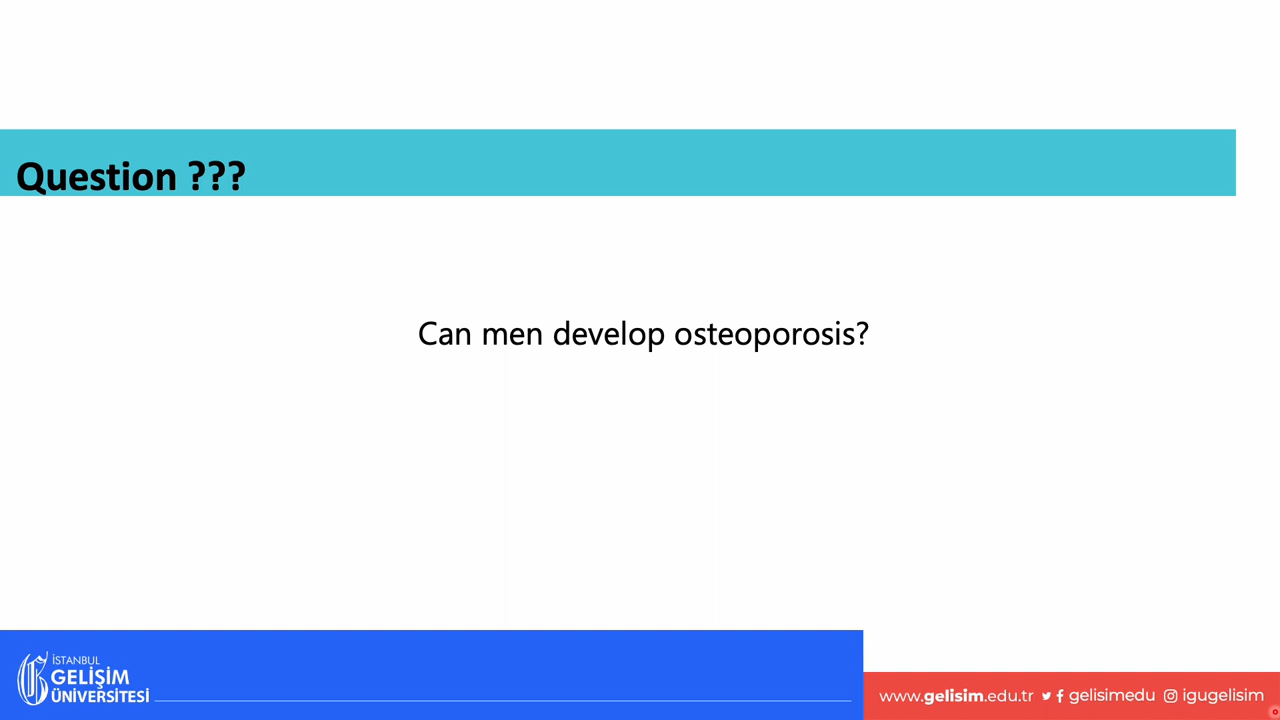 Question ???
Can men develop osteoporosis?
İSTANBUL
GELİŞİM
ÜNİVERSİTESİ
www.gelisim.edu.tr gelisimedu igugelisim